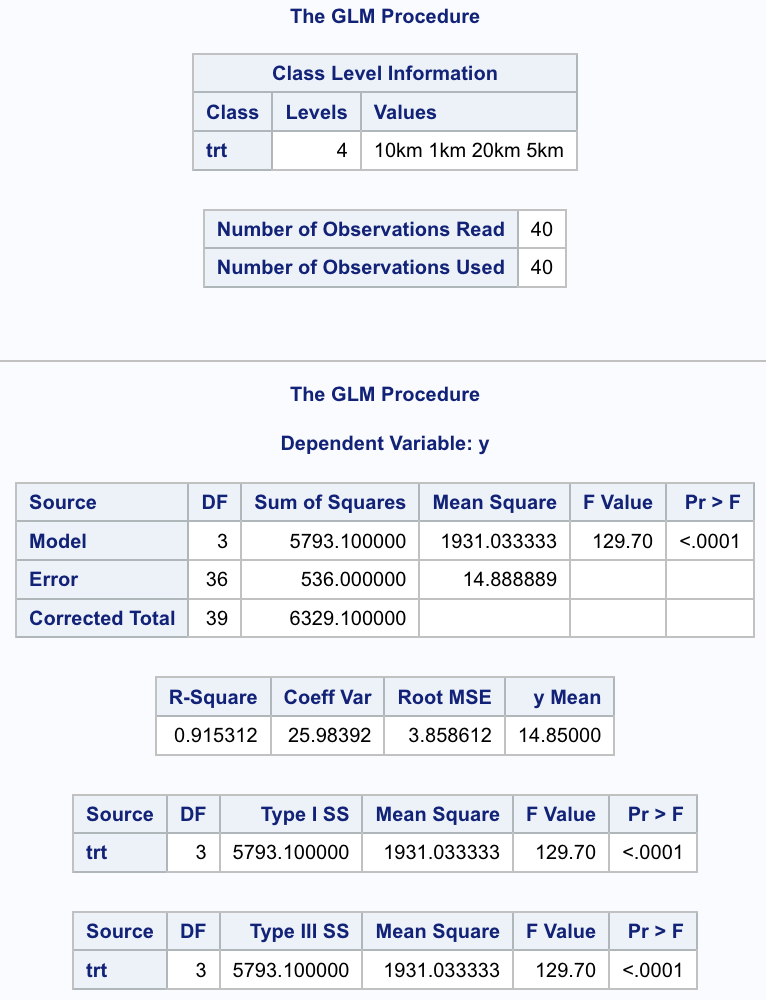 The GLM Procedure
Class Level Information
Class Levels Values
trt 4 10km 1km 20km 5km
Number of Observations Read 40
Number of Observations Used 40
The GLM Procedure
Dependent Variable: y
Source DF Sum of Squares Mean Square F Value Pr > F
Model 3 5793.100000 1931.033333 129.70 <.0001
Error 36 536.000000 14.888889
Corrected Total 39 6329.100000
R-Square Coeff Var Root MSE y Mean
0.915312 25.98392 3.858612 14.85000
Source DF Type I SS Mean Square F Value Pr > F
trt 3 5793.100000 1931.033333 129.70 <.0001
Source DF Type III SS Mean Square F Value Pr > F
trt 3 5793.100000 1931.033333 129.70 <.0001